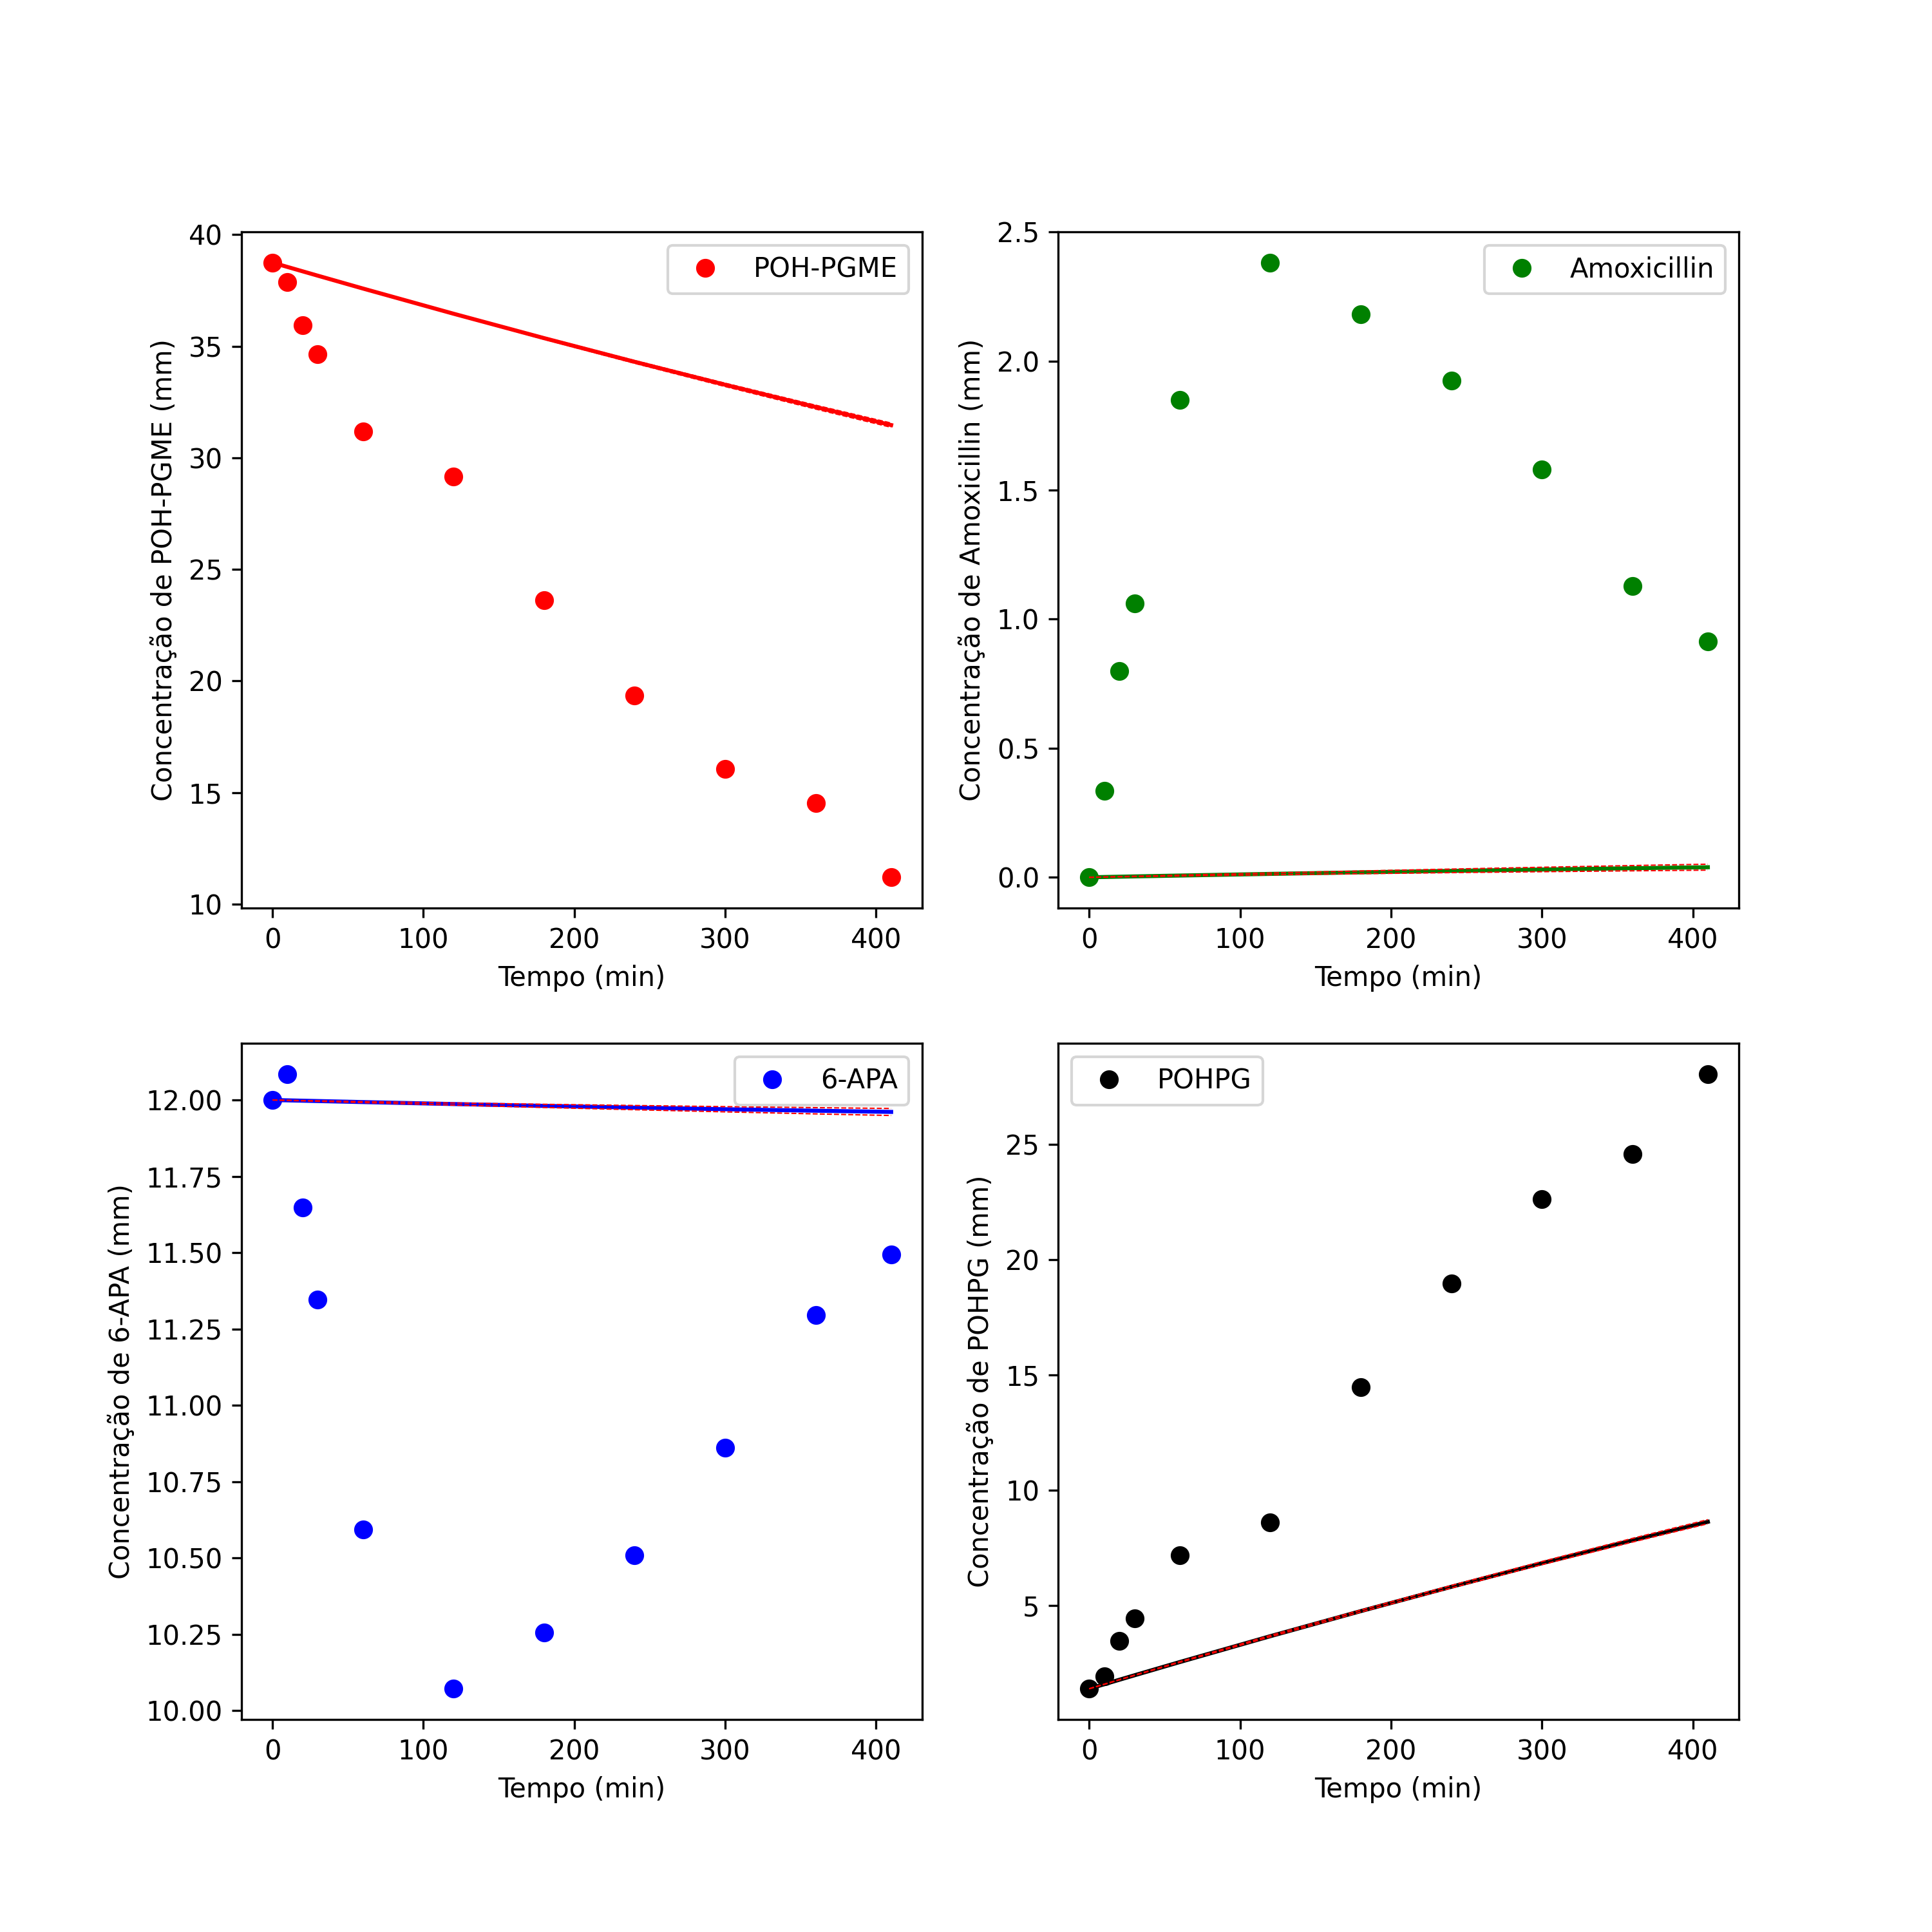 POH-PGME
40
35
30
25
20
15
10
Concentração de POH-PGME (mm)
0 100 200 300 400
Tempo (min)
Amoxicillin
2.5
2.0
1.5
1.0
0.5
0.0
Concentração de Amoxicillin (mm)
0 100 200 300 400
Tempo (min)
6-APA
12.00
11.75
11.50
11.25
11.00
10.75
10.50
10.25
10.00
Concentração de 6-APA (mm)
0 100 200 300 400
Tempo (min)
POHPG
25
20
15
10
5
Concentração de POHPG (mm)
0 100 200 300 400
Tempo (min)